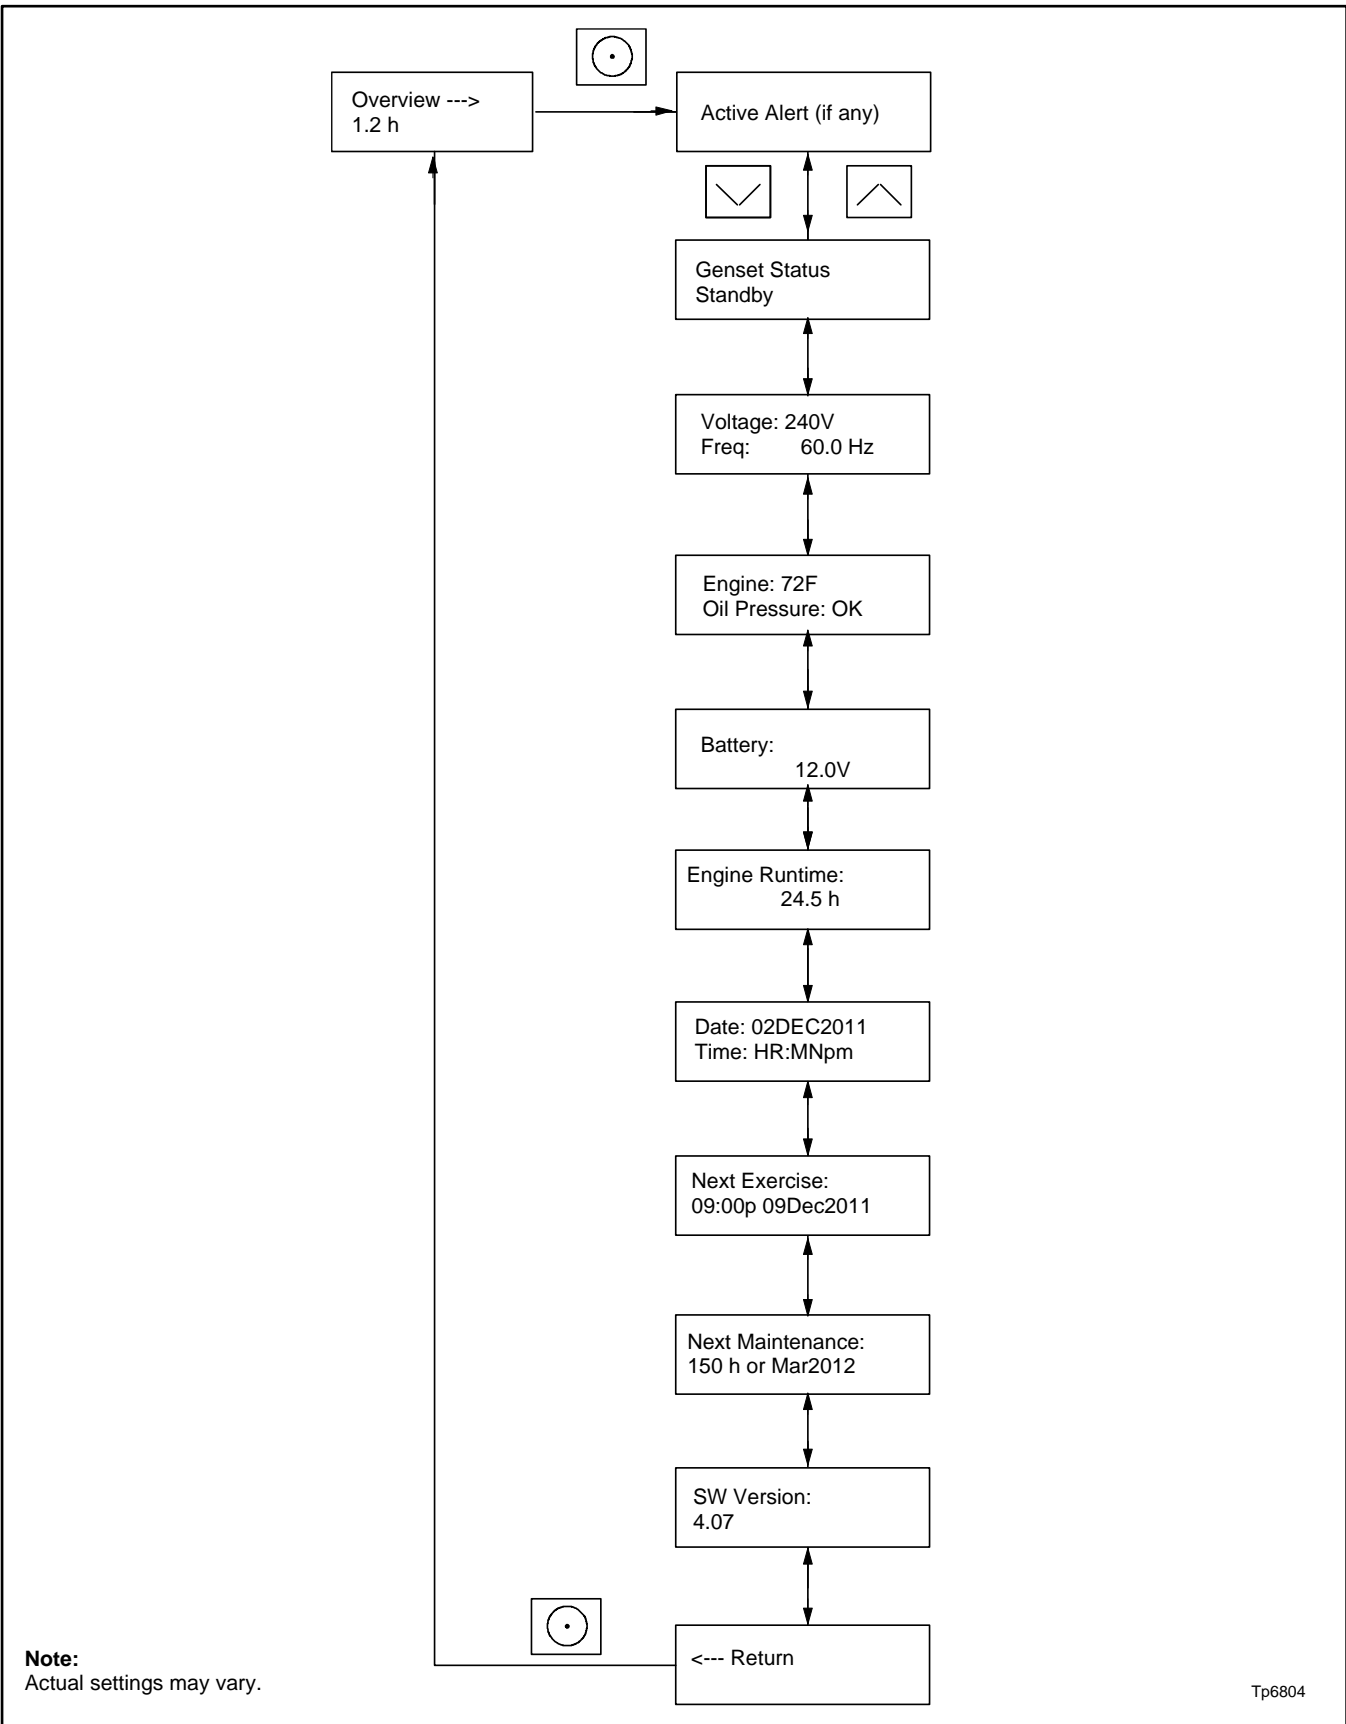 Overview --->
1.2 h
Active Alert (if any)
Genset Status
Standby
Voltage: 240V
Freq: 60.0 Hz
Engine: 72F
Oil Pressure: OK
Battery:
12.0V
Engine Runtime:
24.5 h
Date: 02DEC2011
Time: HR:MNpm
Next Exercise:
09:00p 09Dec2011
Next Maintenance:
150 h or Mar2012
SW Version:
4.07
<--- Return
Note:
Actual settings may vary.
Tp6804